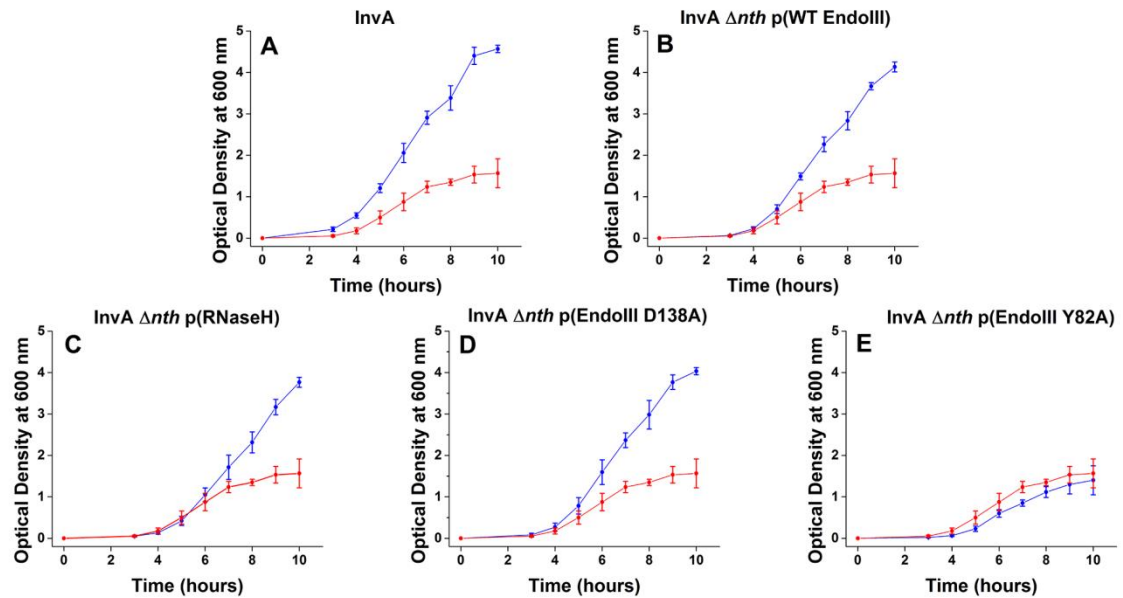 InvA
A
Optical Density at 600 nm
5
4
3
2
1
0
0 2 4 6 8 10
Time (hours)
InvA Δnth p(WT EndoIII)
B
Optical Density at 600 nm
5
4
3
2
1
0
0 2 4 6 8 10
Time (hours)
InvA Δnth p(RNaseH)
C
Optical Density at 600 nm
5
4
3
2
1
0
0 2 4 6 8 10
Time (hours)
InvA Δnth p(EndoIII D138A)
D
Optical Density at 600 nm
5
4
3
2
1
0
0 2 4 6 8 10
Time (hours)
InvA Δnth p(EndoIII Y82A)
E
Optical Density at 600 nm
5
4
3
2
1
0
0 2 4 6 8 10
Time (hours)